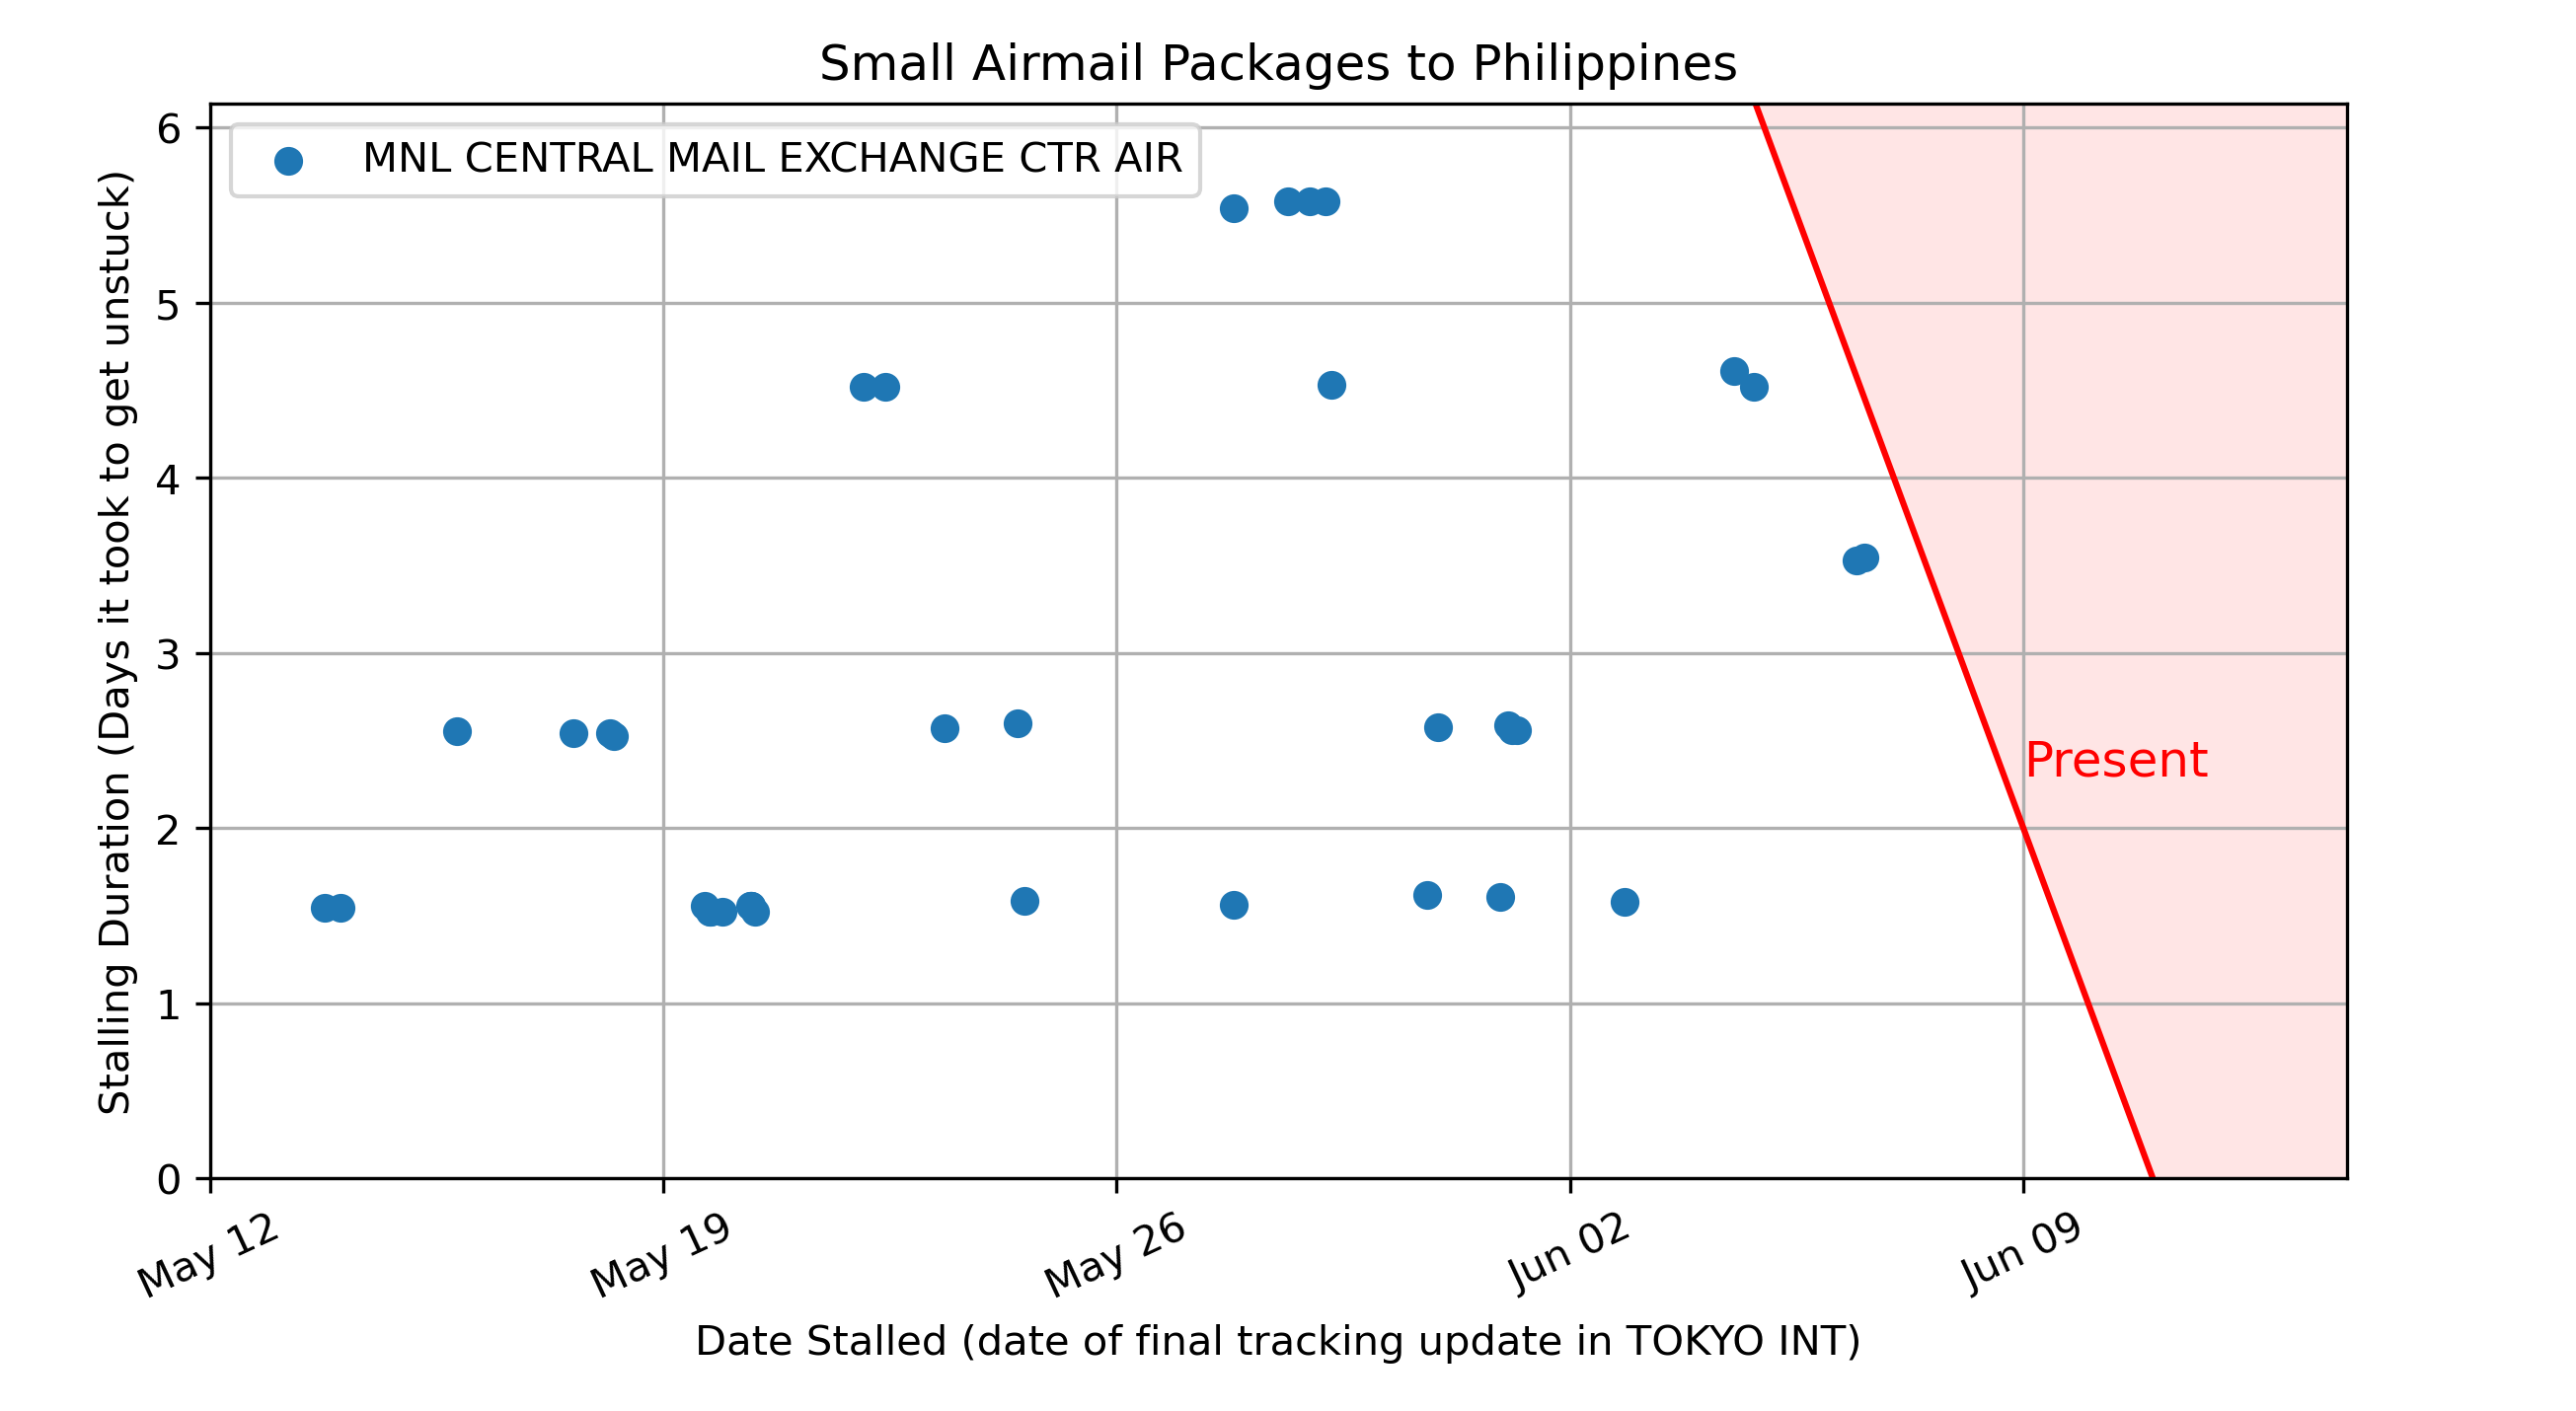 Small Airmail Packages to Philippines
MNL CENTRAL MAIL EXCHANGE CTR AIR
Stalling Duration (Days it took to get unstuck)
6
5
4
3
2
1
0
Present
May 12
May 19
May 26
Jun 02
Jun 09
Date Stalled (date of final tracking update in TOKYO INT)